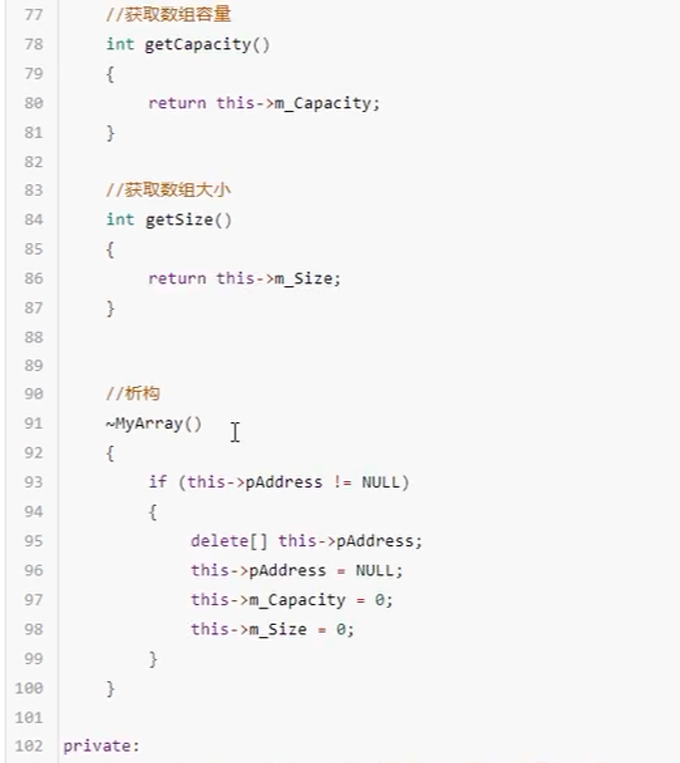 77 //获取数组容量
78 int getCapacity()
79 {
80 return this->m_Capacity;
81 }
82
83 //获取数组大小
84 int getSize()
85 {
86 return this->m_Size;
87 }
88
89
90 //析构
91 ~MyArray()
92 {
93 if (this->pAddress != NULL)
94 {
95 delete[] this->pAddress;
96 this->pAddress = NULL;
97 this->m_Capacity = 0;
98 this->m_Size = 0;
99 }
100 }
101
102 private: